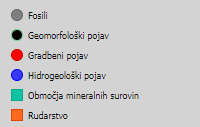 Fosili
Geomorfološki pojav
Gradbeni pojav
Hidrogeološki pojav
Območja mineralnih surovin
Rudarstvo